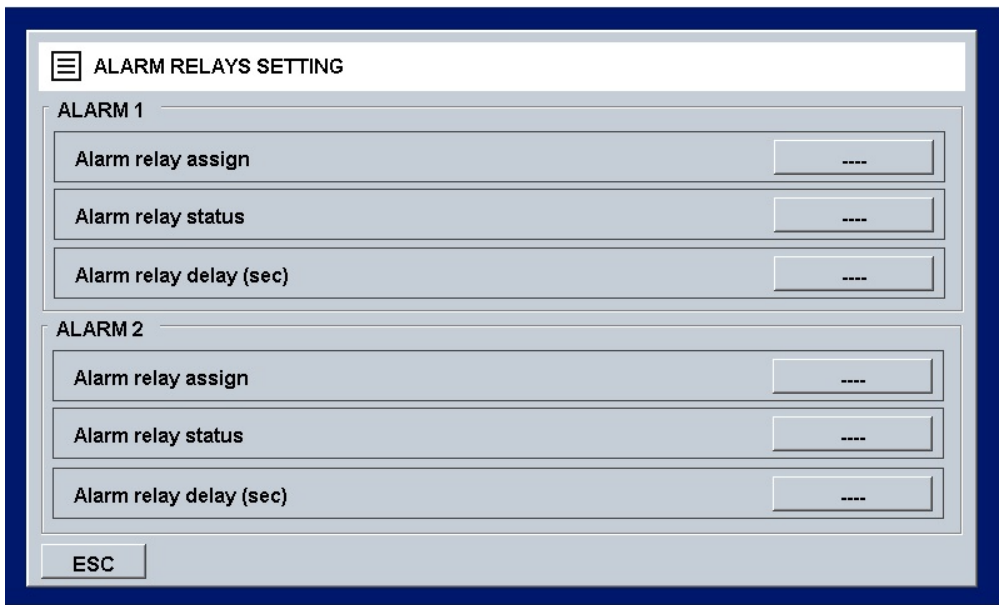 ALARM RELAYS SETTING
ALARM 1
Alarm relay assign ----
Alarm relay status ----
Alarm relay delay (sec) ----
ALARM 2
Alarm relay assign ----
Alarm relay status ----
Alarm relay delay (sec) ----
ESC